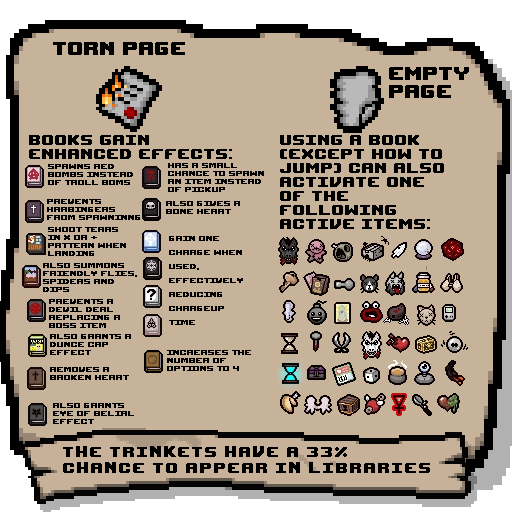 TORN PAGE
EMPTY
PAGE
BOOKS GAIN
ENHANCED EFFECTS:
SPAWNS RED
BOMBS INSTEAD
OF TROLL BOMS
PREVENTS
HARBINGERS
FROM SPAWNING
SHOOT TEARS
IN X OR +
PATTEAN WHEN
LANDING
ALSO SUMMONS
FRIENDLY FLIES,
SPIDEAS AND
DIPS
PREVENTS A
DEVIL DEAL
REPLACING A
BOSS ITEM
ALSO GRANTS A
DUNCE CAP
EFFECT
REMOVES A
BROKEN HEART
ALSO GRANTS
EYE OF BELIAL
EFFECT
HAS A SMALL
CHANCE TO SPAWN
AN ITEM INSTEAD
OF PICKUP
ALSO GIVES A
BONE HEART
GAIN ONE
CHARGE WHEN
USED,
EFFECTIVELY
REDUCING
CHARGEUP
TIME
INCREASES THE
NUMBER OF
OPTIONS TO 4
USING A BOOK
(EXCEPT HOW TO
JUMP) CAN ALSO
ACTIVATE ONE
OF THE
FOLLOWING
ACTIVE ITEMS:
THE TRINKETS HAVE A 33%
CHANCE TO APPEAR IN LIBRARIES